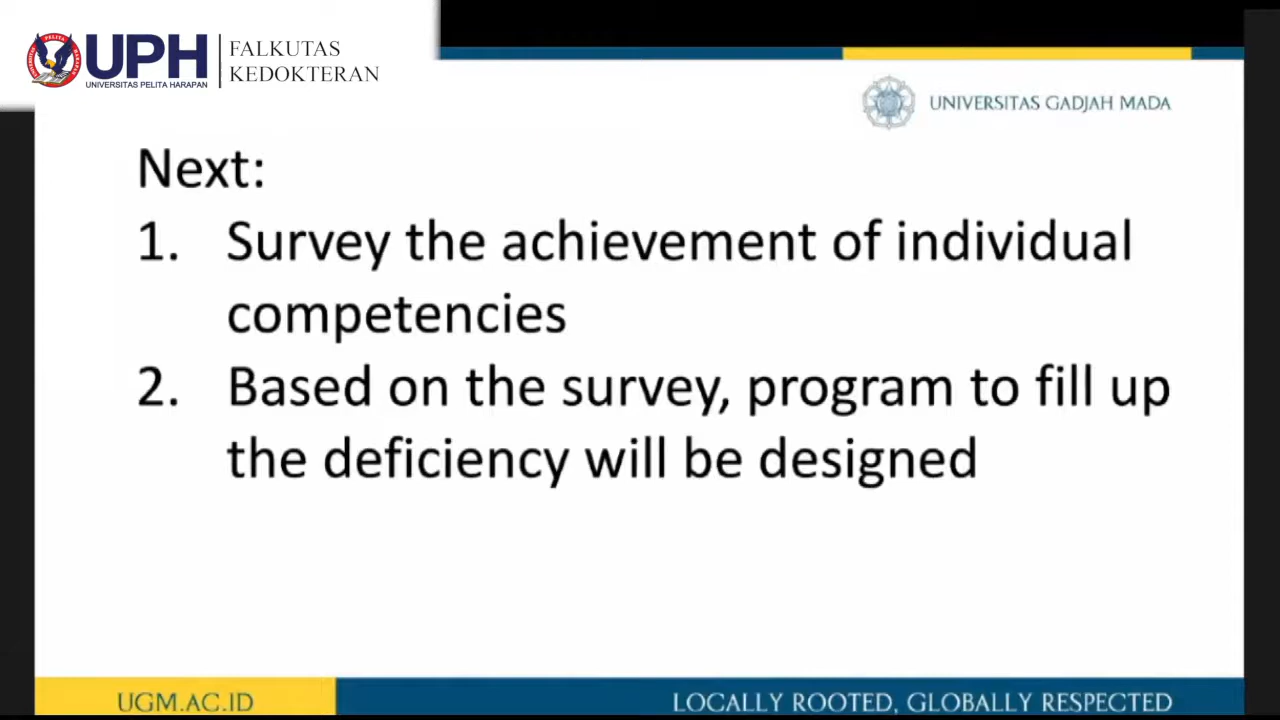 UPH
UNIVERSITAS PELITA HARAPAN
FALKUTAS
KEDOKTERAN
UNIVERSITAS GADJAH MADA
Next:
1. Survey the achievement of individual
competencies
2. Based on the survey, program to fill up
the deficiency will be designed
UGM.AC.ID
LOCALLY ROOTED, GLOBALLY RESPECTED